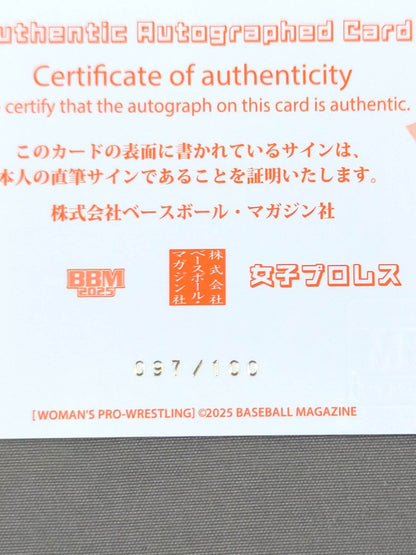 Authentic Autographed Card
Certificate of authenticity
certify that the autograph on this card is authentic.
このカードの表面に書かれているサインは、
本人の直筆サインであることを証明いたします。
株式会社ベースボール・マガジン社
BBM
2025
株式会社
ベースボール・
マガジン社
女子プロレス
097/100
[WOMAN'S PRO-WRESTLING] ©2025 BASEBALL MAGAZINE